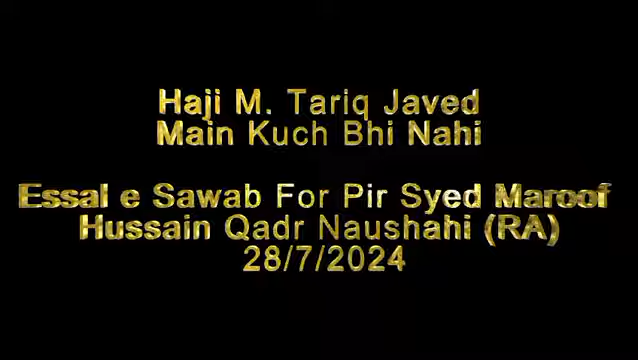 Haji M. Tariq Javed
Main Kuch Bhi Nahi
Essal e Sawab For Pir Syed Maroof
Hussain Qadr Naushahi (RA)
28/7/2024